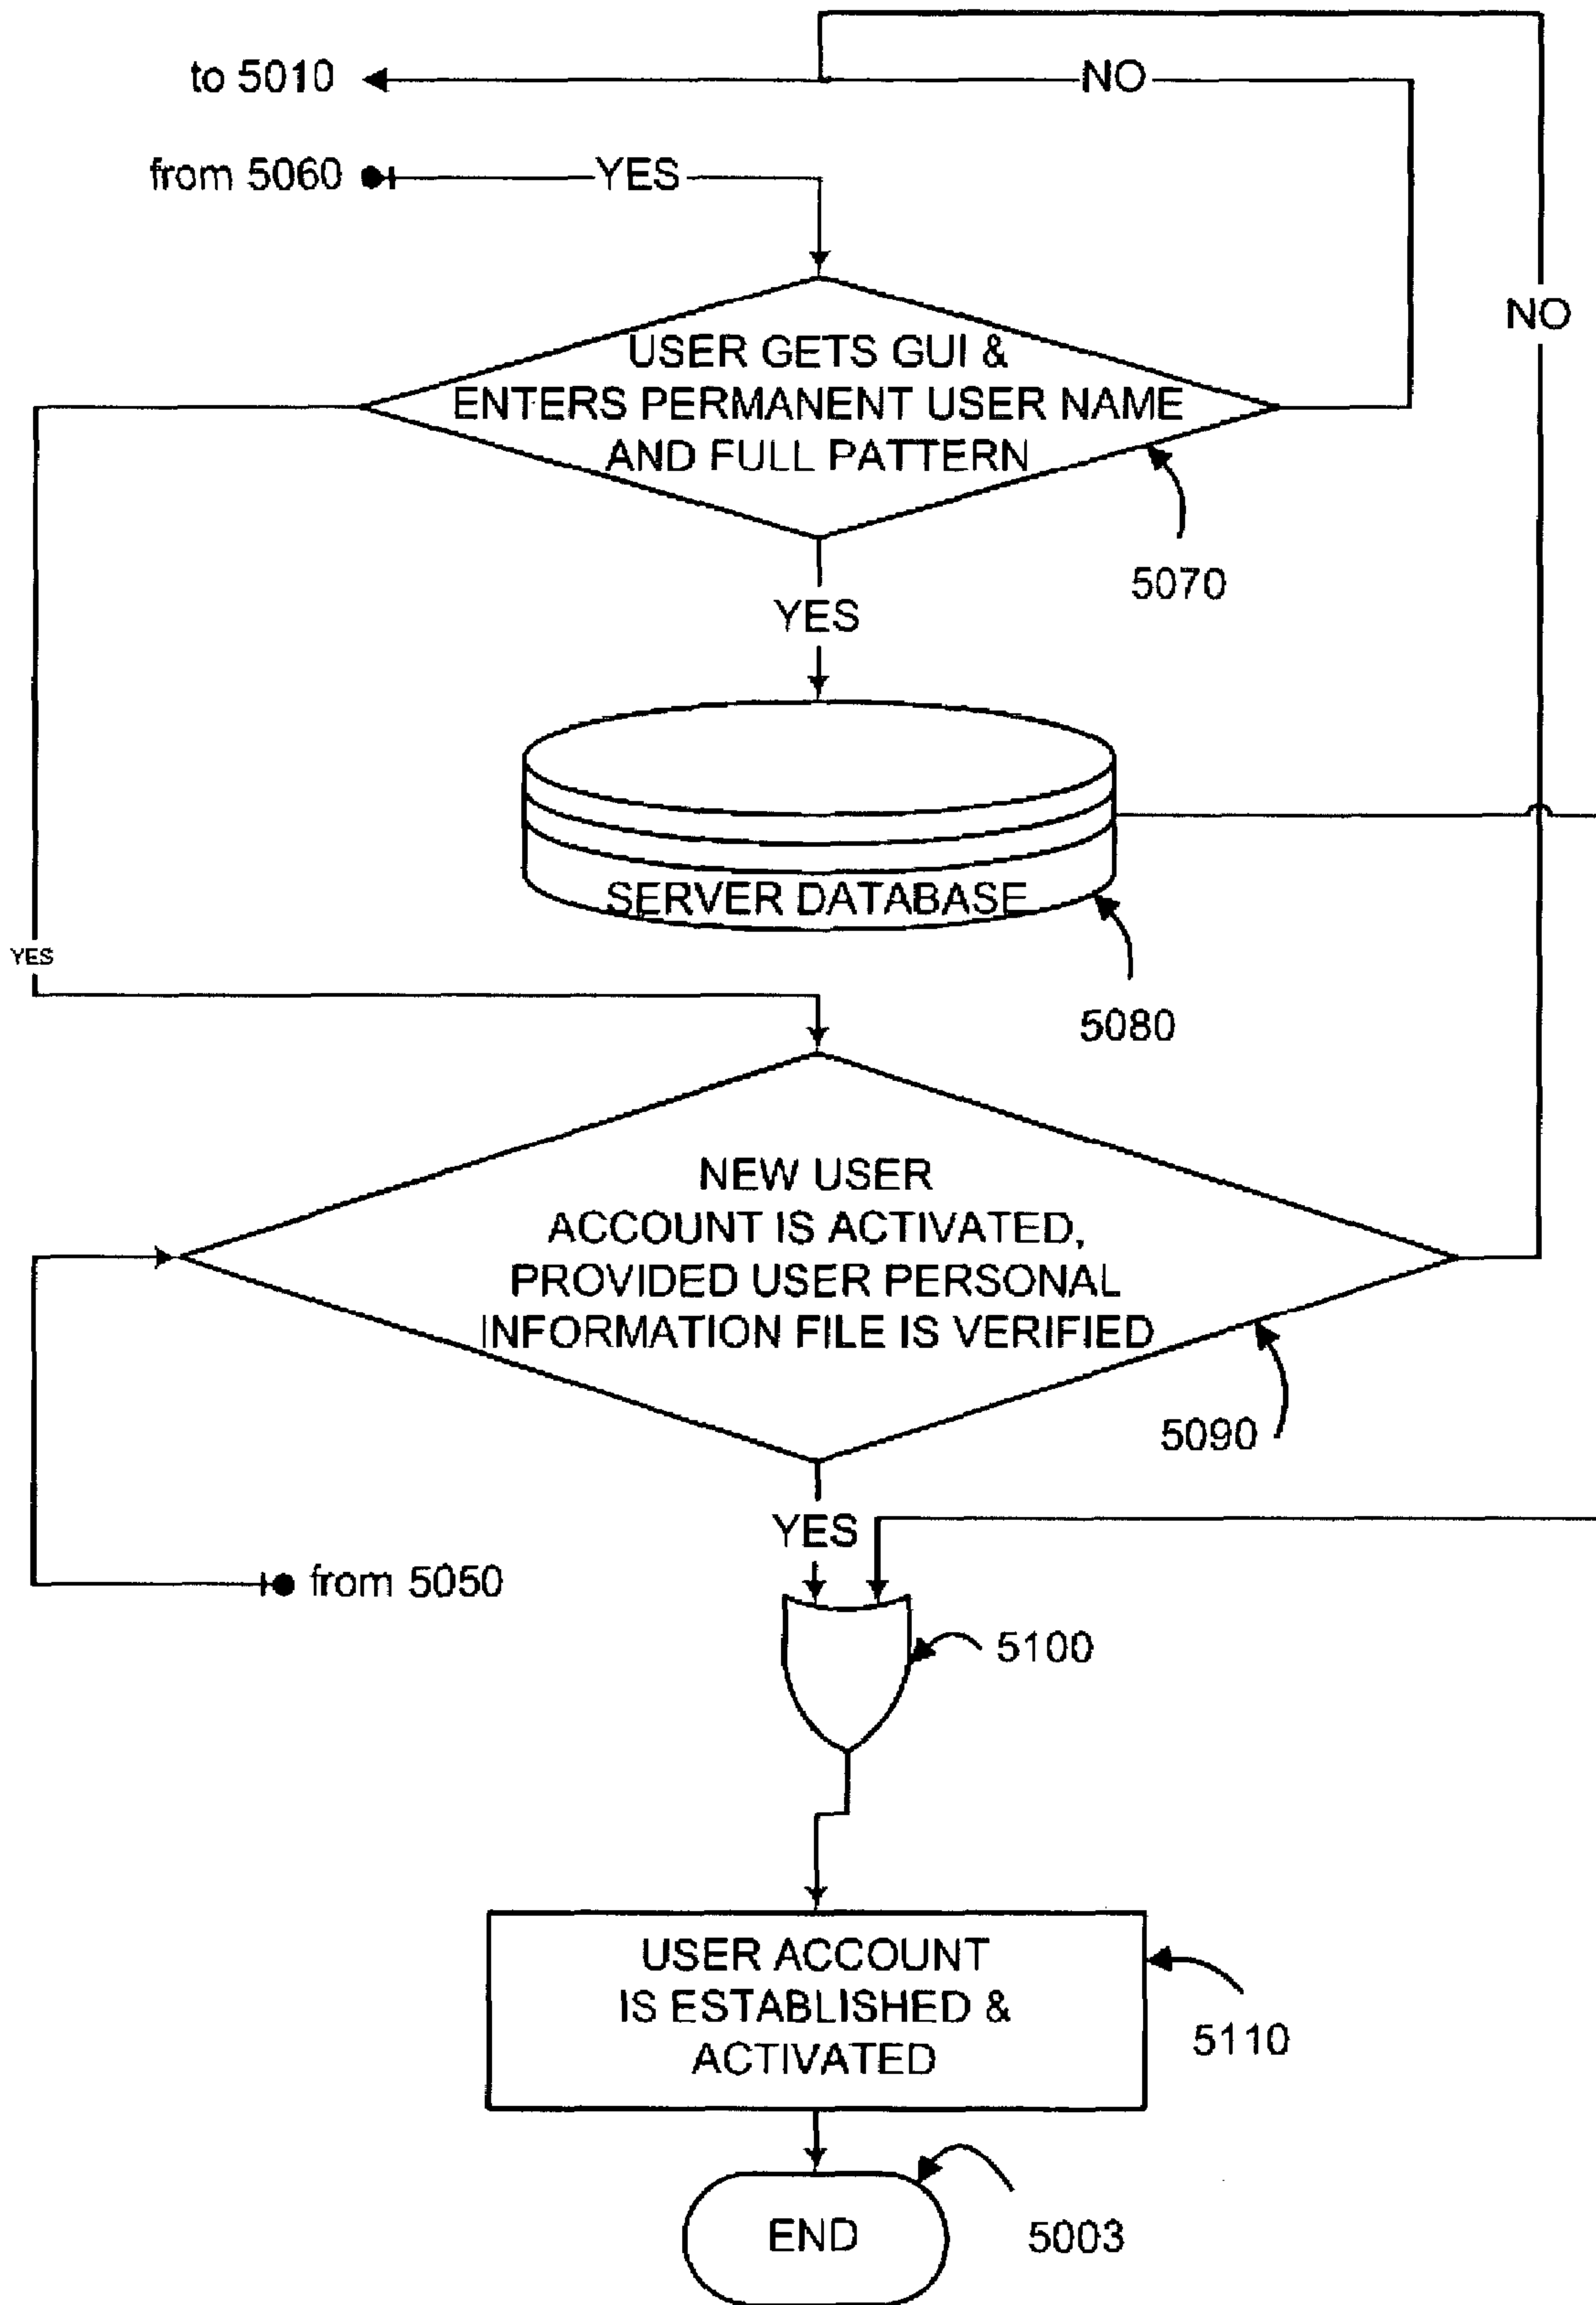 to 5010
NO
from 5060
YES
NO
USER GETS GUI &
ENTERS PERMANENT USER NAME
AND FULL PATTERN
5070
YES
SERVER DATABASE
YES
5080
NEW USER
ACCOUNT IS ACTIVATED,
PROVIDED USER PERSONAL
INFORMATION FILE IS VERIFIED
5090
YES
from 5050
5100
USER ACCOUNT
IS ESTABLISHED &
ACTIVATED
5110
END
5003